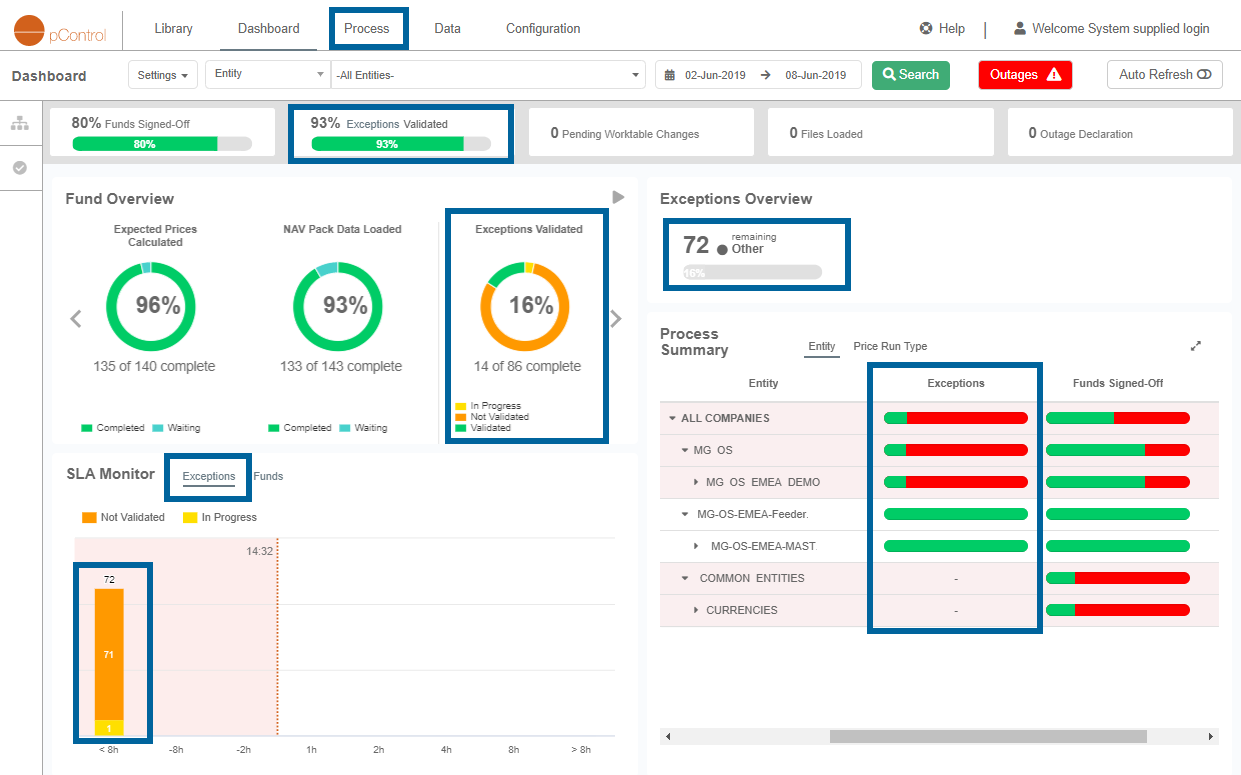 pControl
Library
Dashboard
Process
Data
Configuration
Help
Welcome System supplied login
Dashboard
Settings
Entity
-All Entities-
02-Jun-2019
08-Jun-2019
Search
Outages
Auto Refresh
80% Funds Signed-Off
80%
93% Exceptions Validated
93%
0 Pending Worktable Changes
0 Files Loaded
0 Outage Declaration
Fund Overview
Expected Prices
Calculated
96%
135 of 140 complete
Completed
Waiting
NAV Pack Data Loaded
93%
133 of 143 complete
Completed
Waiting
Exceptions Validated
16%
14 of 86 complete
In Progress
Not Validated
Validated
Exceptions Overview
72 remaining
Other
16%
SLA Monitor
Exceptions
Funds
Not Validated
In Progress
14:32
72
71
1
< 8h
-8h
-2h
1h
2h
4h
8h
> 8h
Process
Summary
Entity
Price Run Type
Entity
Exceptions
Funds Signed-Off
ALL COMPANIES
MG OS
MG OS EMEA DEMO
MG-OS-EMEA-Feeder.
MG-OS-EMEA-MAST
COMMON ENTITIES
-
CURRENCIES
-